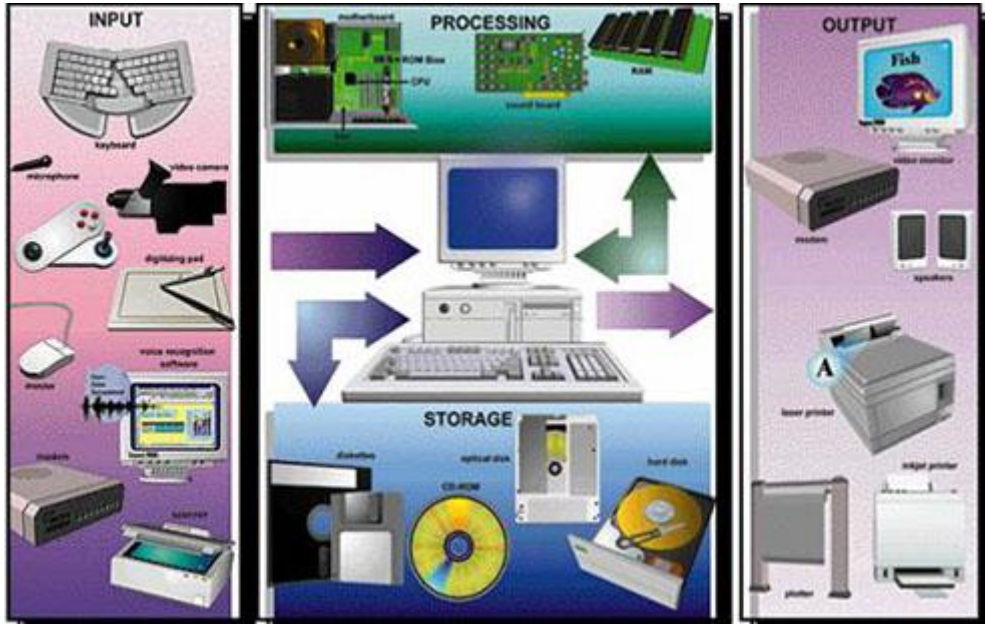 INPUT
keyboard
microphone
video camera
digitizing pad
mouse
voice recognition
software
modem
scanner
PROCESSING
motherboard
ROM Bios
CPU
sound board
RAM
STORAGE
diskettes
optical disk
CD-ROM
hard disk
OUTPUT
Fish
video monitor
modem
speakers
A
laser printer
inkjet printer
plotter